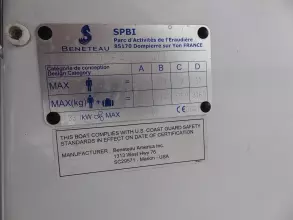 SPBI
Parc d'Activités de l'Eraudière
85170 Dompierre sur Yon FRANCE
BENETEAU
Catégorie de conception
Design Category
A B C D
MAX
MAX(kg) +
KW MAX CE
THIS BOAT COMPLIES WITH U.S. COAST GUARD SAFETY
STANDARDS IN EFFECT ON DATE OF CERTIFICATION
MANUFACTURER: Beneteau America Inc.
1313 West Hwy 76
SC29571 - Marion - USA